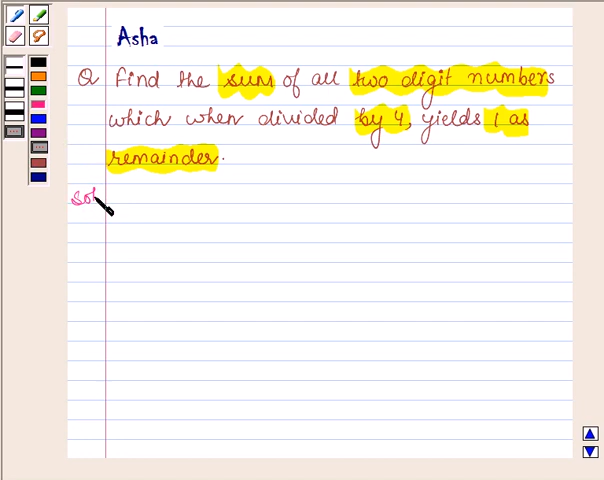 Asha
Q Find the sum of all two digit numbers
which when divided by 4, yields 1 as
remainder.
Sol